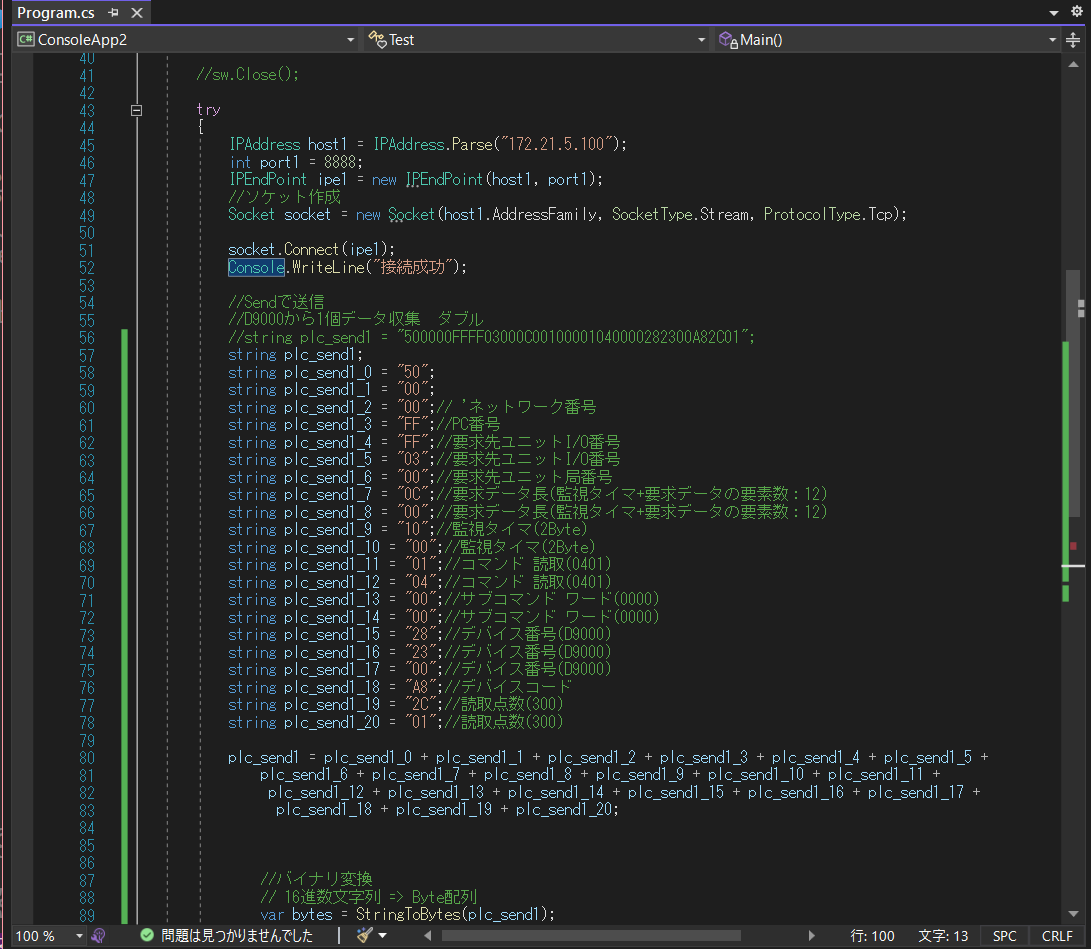 Program.cs
ConsoleApp2 Test Main()
40
41 //sw.Close();
42
43 try
44 {
45 IPAddress host1 = IPAddress.Parse("172.21.5.100");
46 int port1 = 8888;
47 IPEndPoint ipe1 = new IPEndPoint(host1, port1);
48 //ソケット作成
49 Socket socket = new Socket(host1.AddressFamily, SocketType.Stream, ProtocolType.Tcp);
50
51 socket.Connect(ipe1);
52 Console.WriteLine("接続成功");
53
54 //Sendで送信
55 //D9000から1個データ収集　ダブル
56 //string plc_send1 = "500000FFFF03000C00100001040000282300A82C01";
57 string plc_send1;
58 string plc_send1_0 = "50";
59 string plc_send1_1 = "00";
60 string plc_send1_2 = "00";// 'ネットワーク番号
61 string plc_send1_3 = "FF";//PC番号
62 string plc_send1_4 = "FF";//要求先ユニットI/O番号
63 string plc_send1_5 = "03";//要求先ユニットI/O番号
64 string plc_send1_6 = "00";//要求先ユニット局番号
65 string plc_send1_7 = "0C";//要求データ長(監視タイマ+要求データの要素数：12)
66 string plc_send1_8 = "00";//要求データ長(監視タイマ+要求データの要素数：12)
67 string plc_send1_9 = "10";//監視タイマ(2Byte)
68 string plc_send1_10 = "00";//監視タイマ(2Byte)
69 string plc_send1_11 = "01";//コマンド 読取(0401)
70 string plc_send1_12 = "04";//コマンド 読取(0401)
71 string plc_send1_13 = "00";//サブコマンド ワード(0000)
72 string plc_send1_14 = "00";//サブコマンド ワード(0000)
73 string plc_send1_15 = "28";//デバイス番号(D9000)
74 string plc_send1_16 = "23";//デバイス番号(D9000)
75 string plc_send1_17 = "00";//デバイス番号(D9000)
76 string plc_send1_18 = "A8";//デバイスコード
77 string plc_send1_19 = "2C";//読取点数(300)
78 string plc_send1_20 = "01";//読取点数(300)
79
80 plc_send1 = plc_send1_0 + plc_send1_1 + plc_send1_2 + plc_send1_3 + plc_send1_4 + plc_send1_5 +
81 plc_send1_6 + plc_send1_7 + plc_send1_8 + plc_send1_9 + plc_send1_10 + plc_send1_11 +
82 plc_send1_12 + plc_send1_13 + plc_send1_14 + plc_send1_15 + plc_send1_16 + plc_send1_17 +
83 plc_send1_18 + plc_send1_19 + plc_send1_20;
84
85
86
87 //バイナリ変換
88 // 16進数文字列 => Byte配列
89 var bytes = StringToBytes(plc_send1);
100 % 問題は見つかりませんでした 行: 100 文字: 13 SPC CRLF